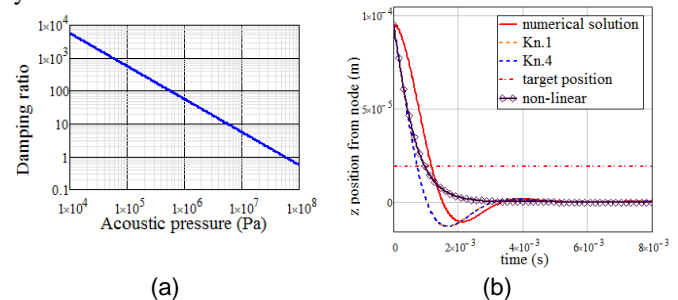 1×10⁴
1×10³
100
10
1
0.1
Damping ratio
1×10⁴ 1×10⁵ 1×10⁶ 1×10⁷ 1×10⁸
Acoustic pressure (Pa)
(a)
(b)
1×10⁻⁴
5×10⁻⁵
0
z position from node (m)
numerical solution
Kn.1
Kn.4
target position
non-linear
0 2×10⁻³ 4×10⁻³ 6×10⁻³ 8×10⁻³
time (s)